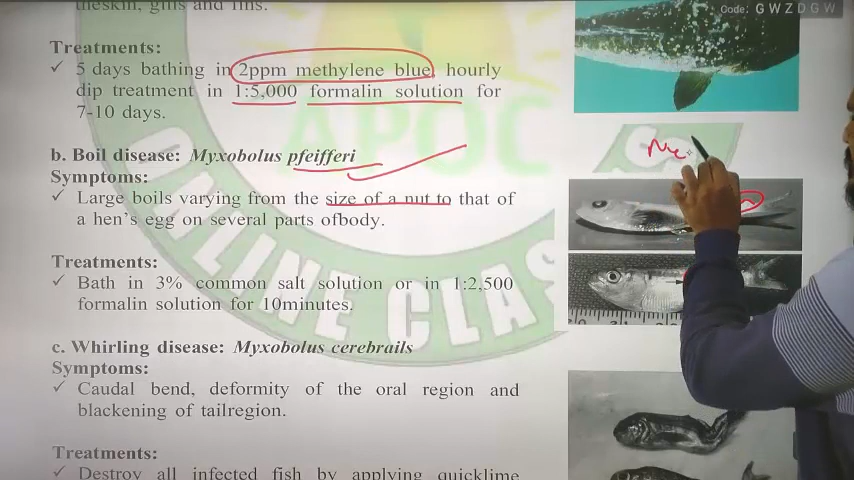 theskin, gills and fins.
Code: G W Z D G W
Treatments:
✓ 5 days bathing in 2ppm methylene blue, hourly
dip treatment in 1:5,000 formalin solution for
7-10 days.
b. Boil disease: Myxobolus pfeifferi
Symptoms:
✓ Large boils varying from the size of a nut to that of
a hen's egg on several parts ofbody.
Treatments:
✓ Bath in 3% common salt solution or in 1:2,500
formalin solution for 10minutes.
c. Whirling disease: Myxobolus cerebrails
Symptoms:
✓ Caudal bend, deformity of the oral region and
blackening of tailregion.
Treatments:
✓ Destroy all infected fish by applying quicklime
APOC
ONLINE CLAS